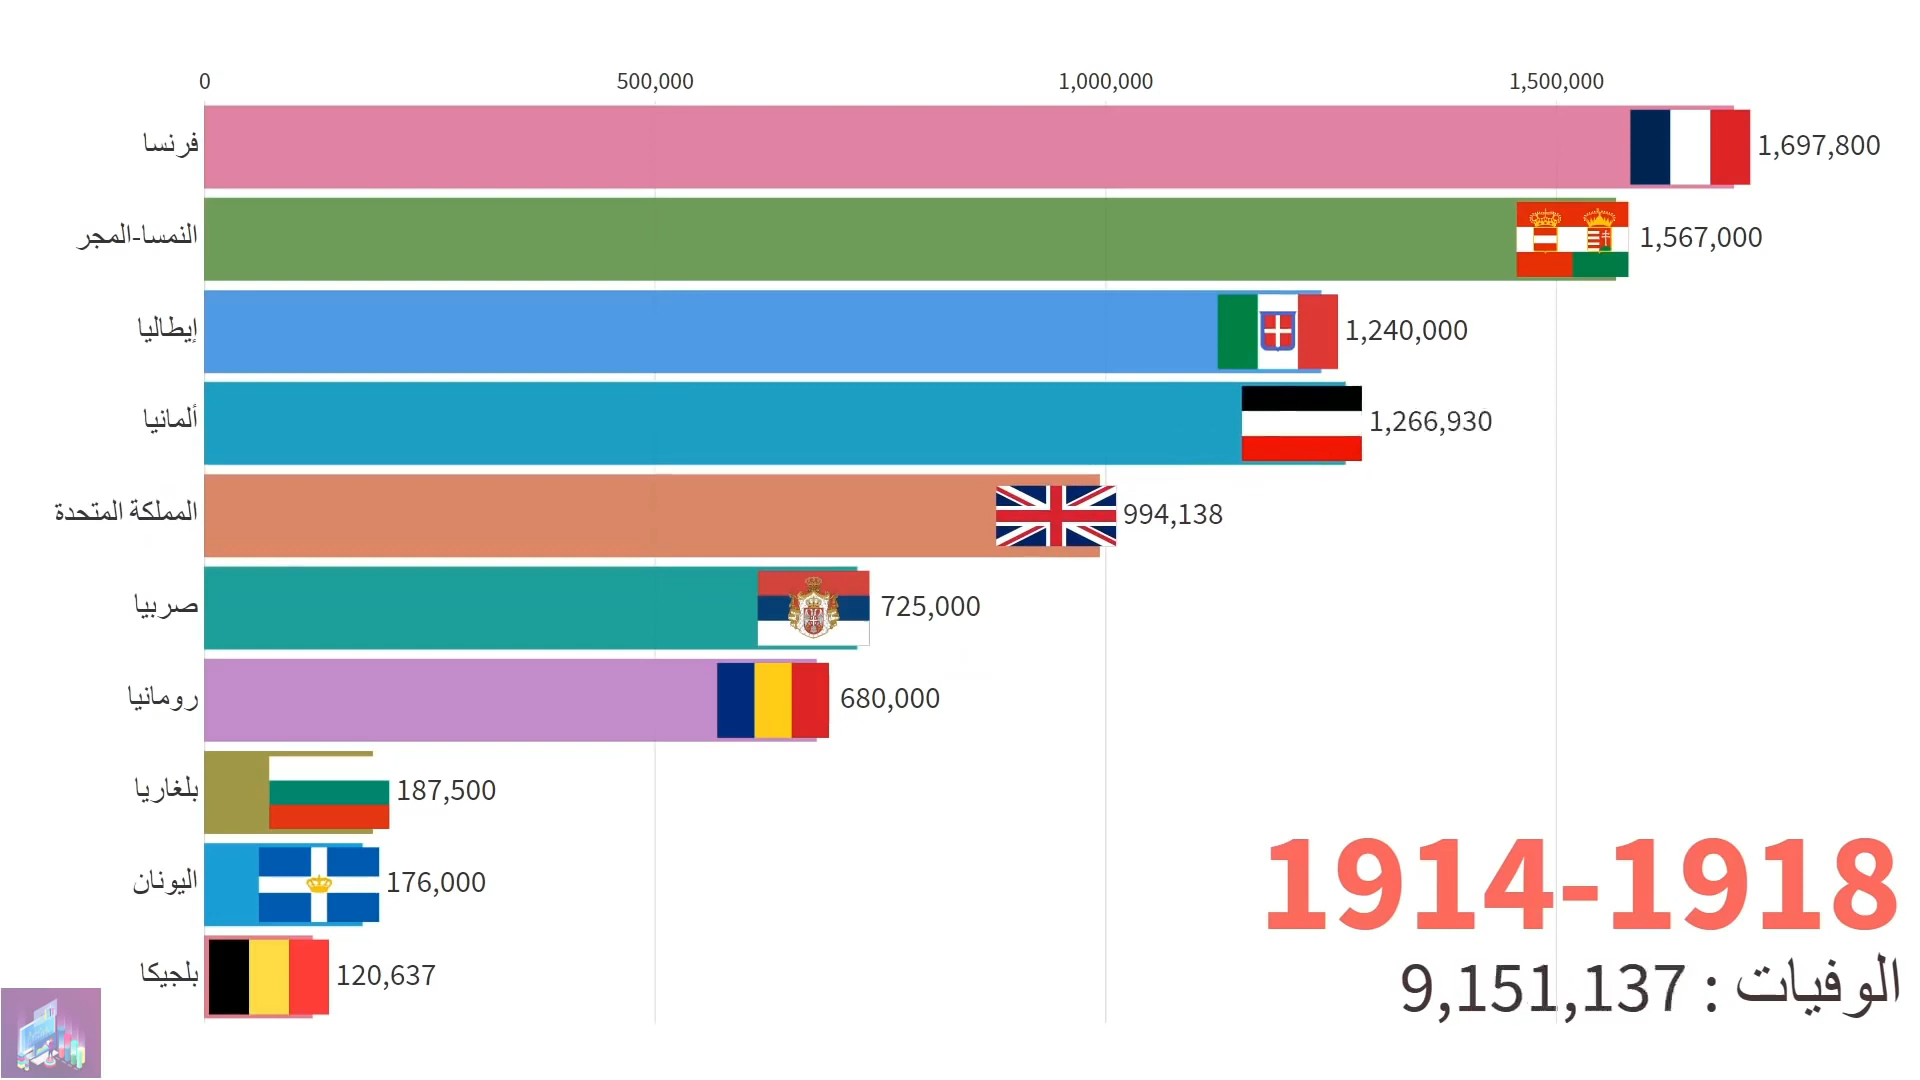 0 500,000 1,000,000 1,500,000
فرنسا 1,697,800
النمسا-المجر 1,567,000
إيطاليا 1,240,000
ألمانيا 1,266,930
المملكة المتحدة 994,138
صربيا 725,000
رومانيا 680,000
بلغاريا 187,500
اليونان 176,000
بلجيكا 120,637
1914-1918
الوفيات : 9,151,137